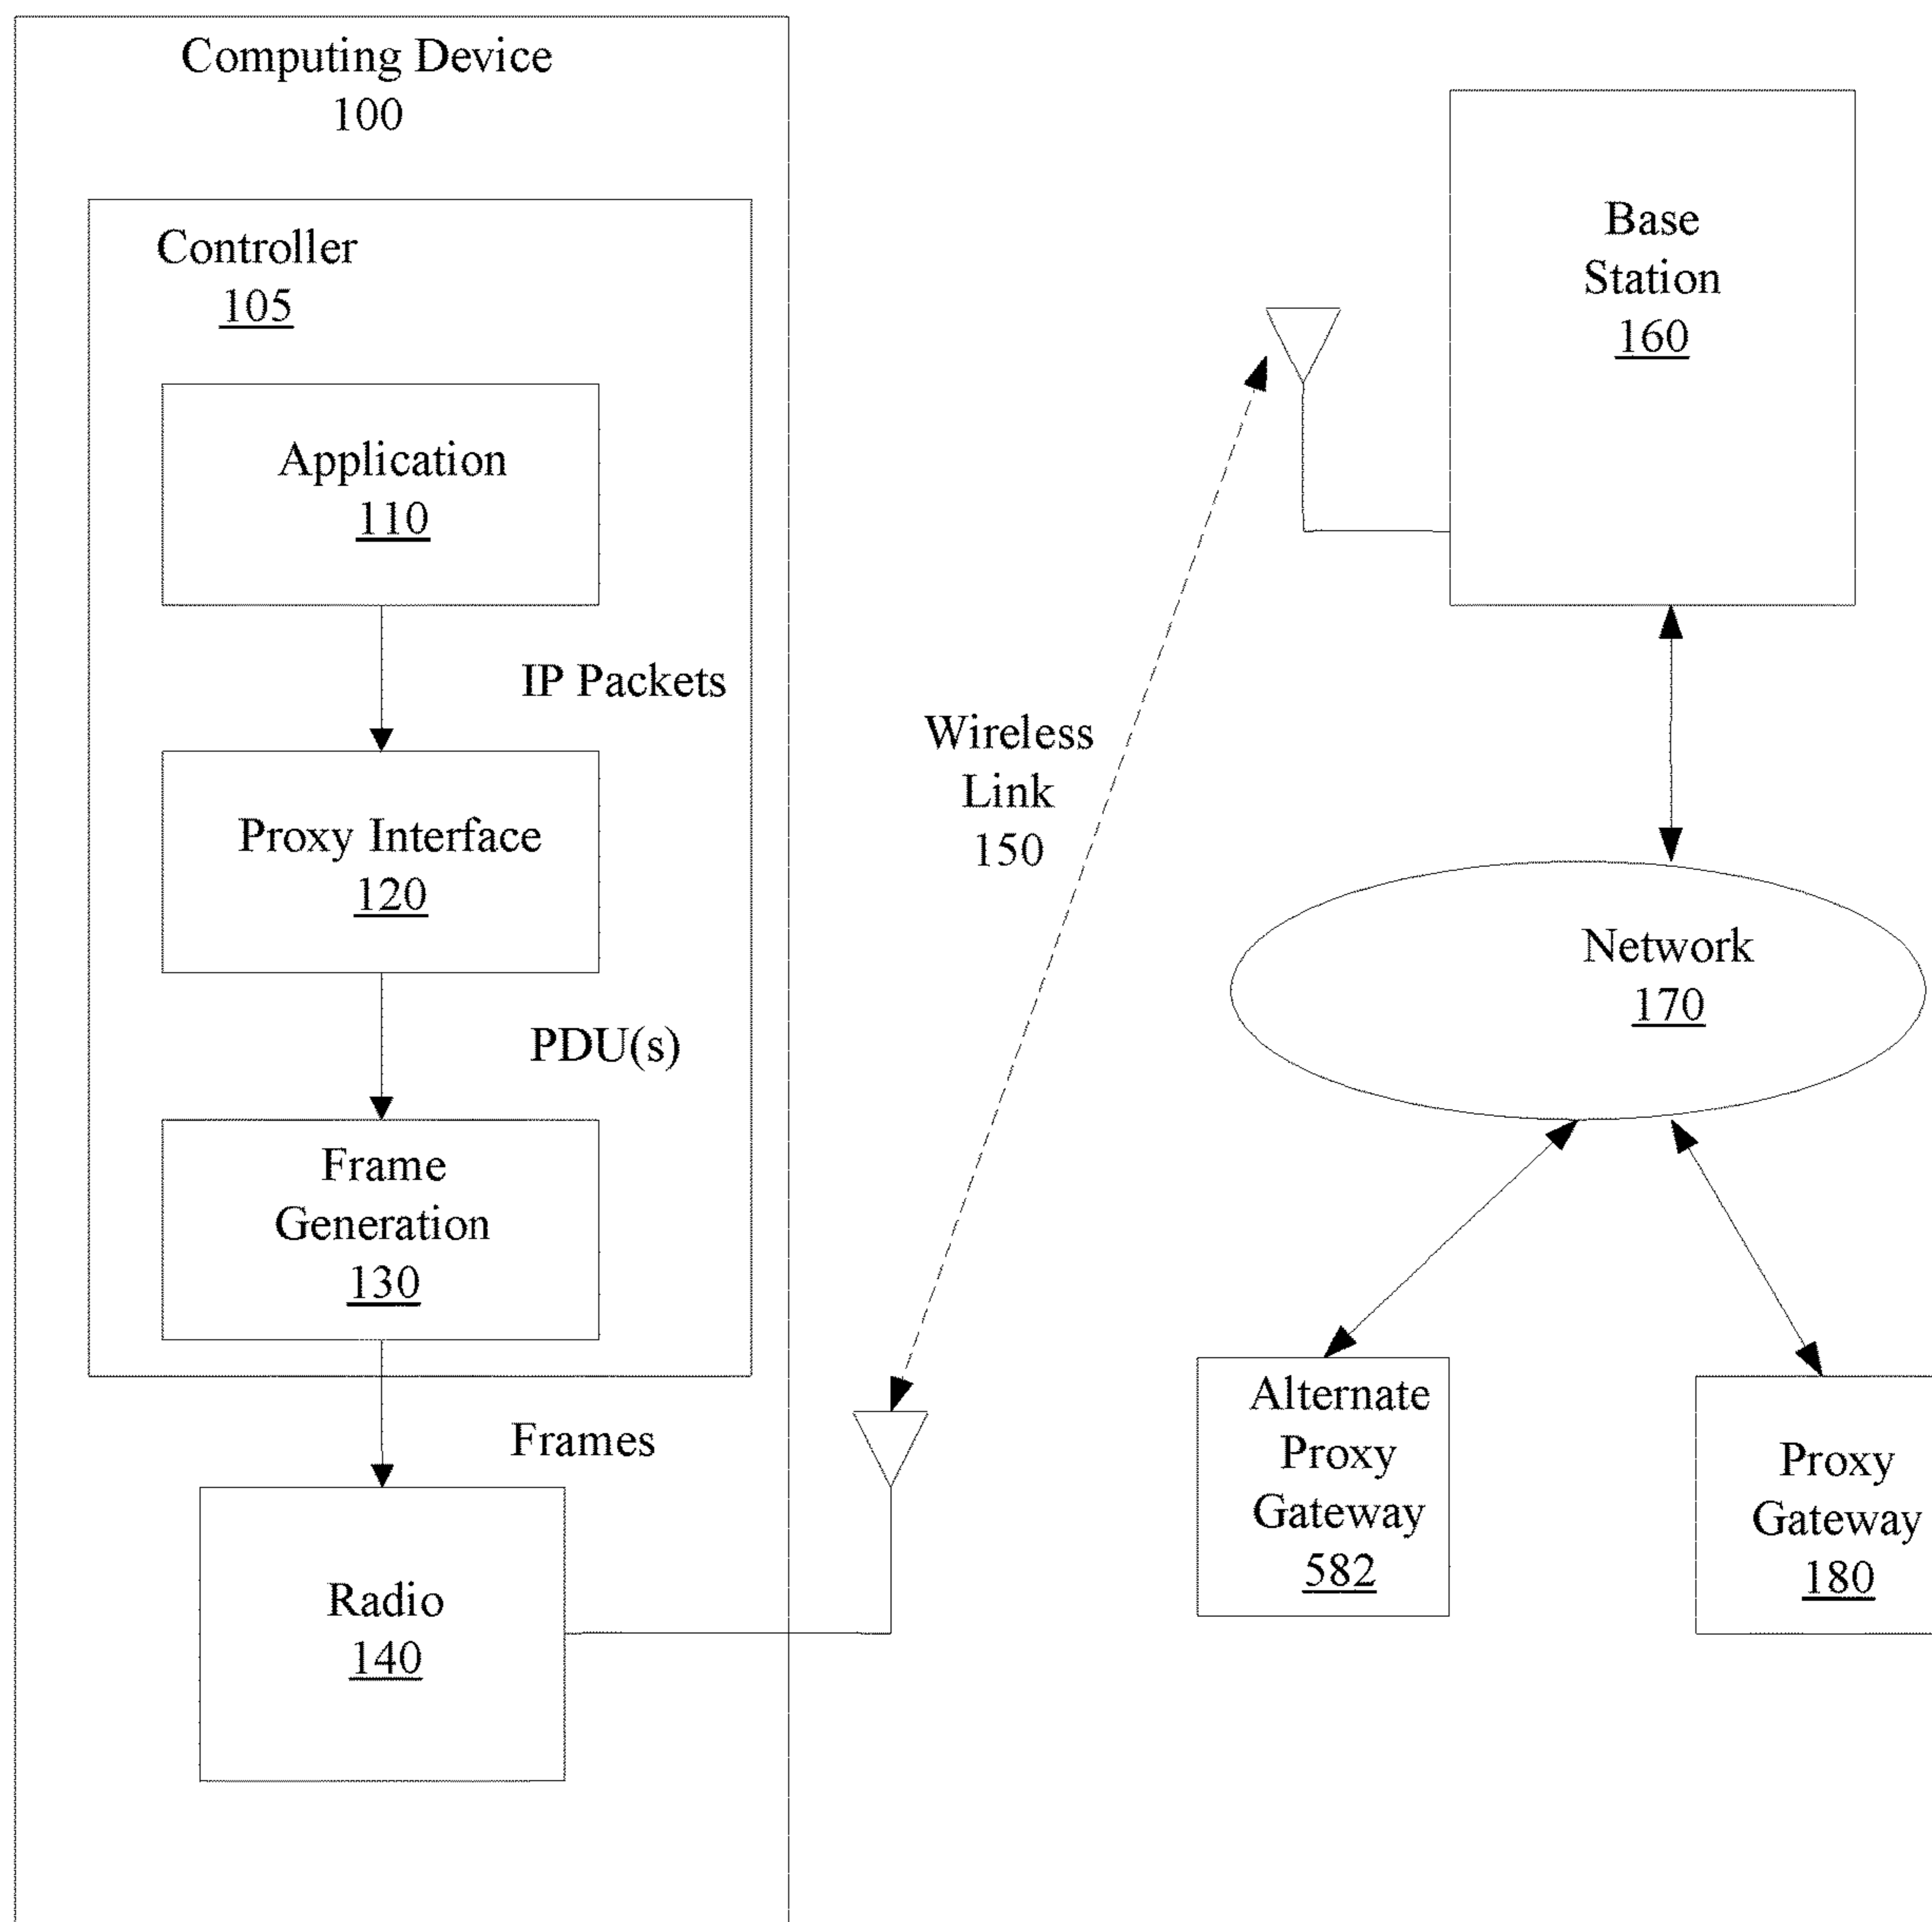 Computing Device
100
Controller
105
Application
110
IP Packets
Proxy Interface
120
PDU(s)
Frame
Generation
130
Frames
Radio
140
Wireless
Link
150
Base
Station
160
Network
170
Alternate
Proxy
Gateway
582
Proxy
Gateway
180